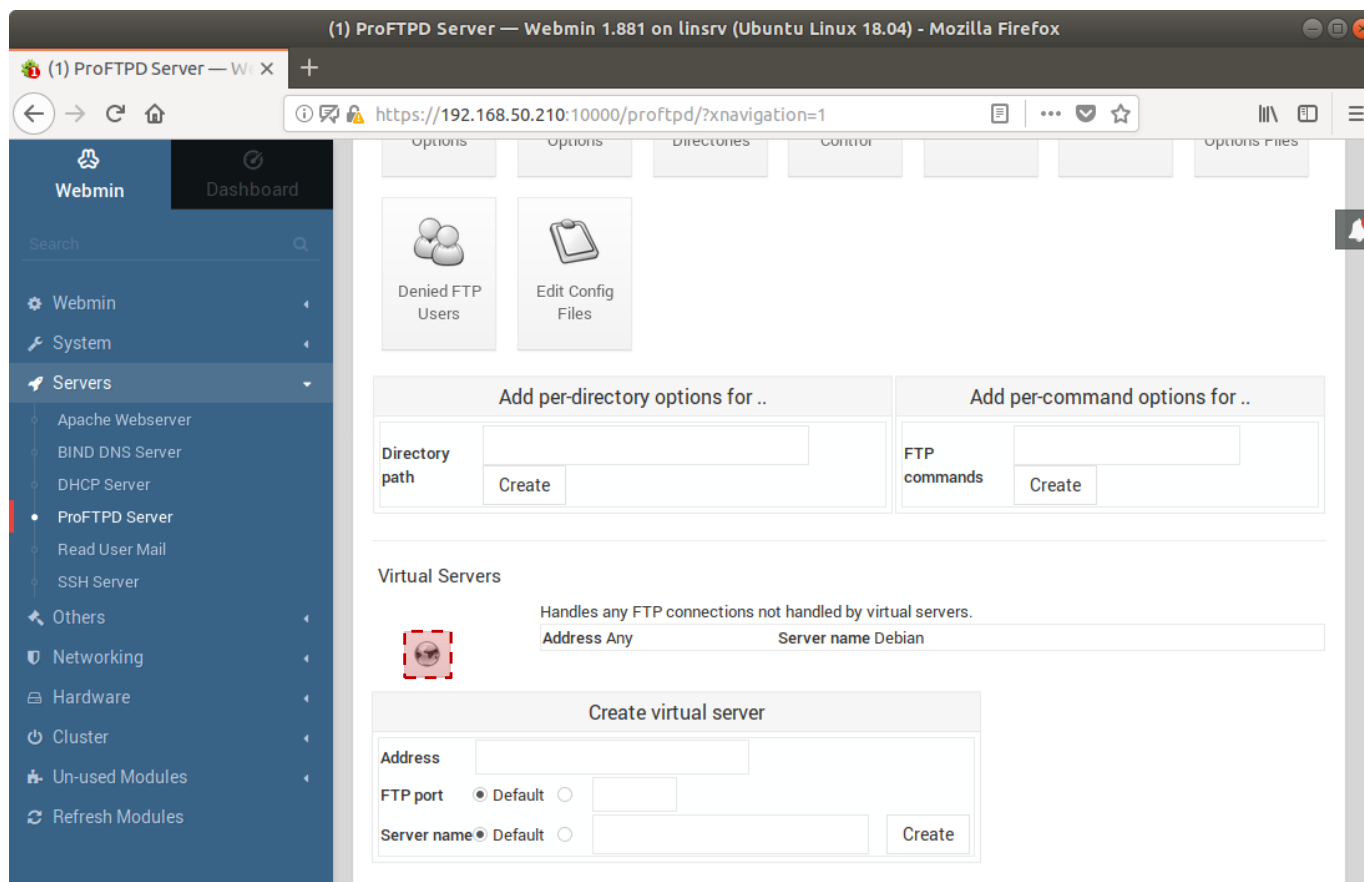 (1) ProFTPD Server — Webmin 1.881 on linsrv (Ubuntu Linux 18.04) - Mozilla Firefox
(1) ProFTPD Server — We
https://192.168.50.210:10000/proftpd/?xnavigation=1
Webmin
Dashboard
Search
Webmin
System
Servers
Apache Webserver
BIND DNS Server
DHCP Server
ProFTPD Server
Read User Mail
SSH Server
Others
Networking
Hardware
Cluster
Un-used Modules
Refresh Modules
Options Options Directories Control Options Files
Denied FTP
Users
Edit Config
Files
Add per-directory options for ..
Directory
path
Create
Add per-command options for ..
FTP
commands
Create
Virtual Servers
Handles any FTP connections not handled by virtual servers.
Address Any Server name Debian
Create virtual server
Address
FTP port Default
Server name Default Create